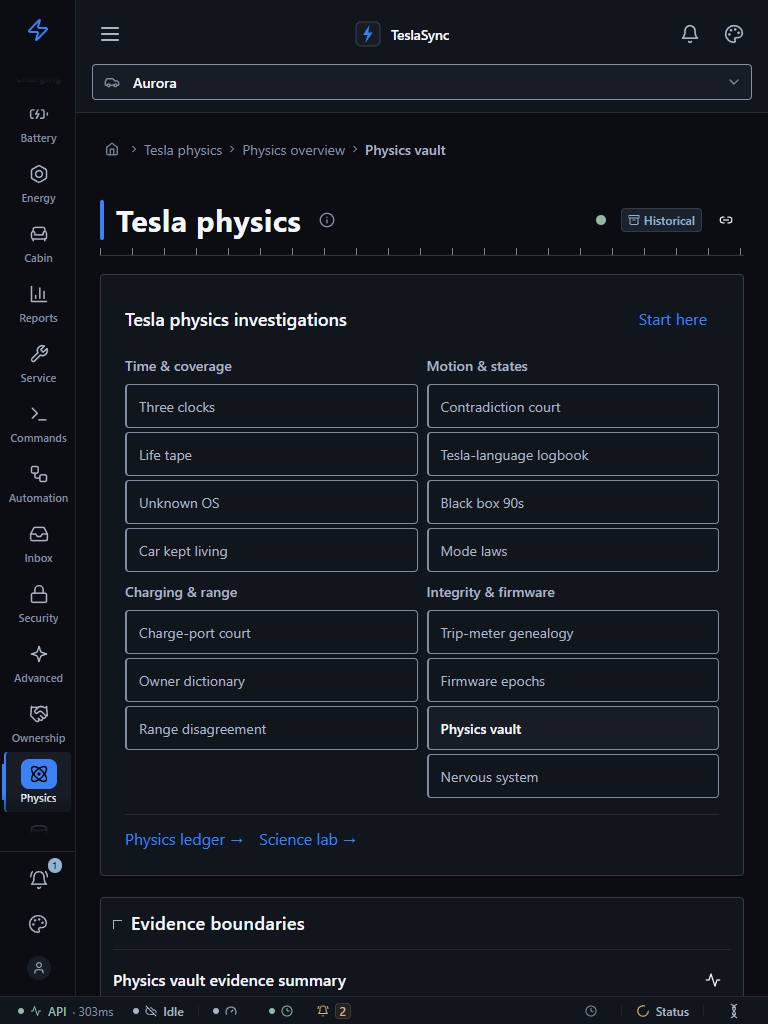 TeslaSync
Aurora
Battery
Energy
Cabin
Reports
Service
Commands
Automation
Inbox
Security
Advanced
Ownership
Physics
1
Tesla physics > Physics overview > Physics vault
Tesla physics
Historical
Tesla physics investigations
Start here
Time & coverage
Three clocks
Life tape
Unknown OS
Car kept living
Motion & states
Contradiction court
Tesla-language logbook
Black box 90s
Mode laws
Charging & range
Charge-port court
Owner dictionary
Range disagreement
Integrity & firmware
Trip-meter genealogy
Firmware epochs
Physics vault
Nervous system
Physics ledger → Science lab →
Evidence boundaries
Physics vault evidence summary
API · 303ms
Idle
2
Status